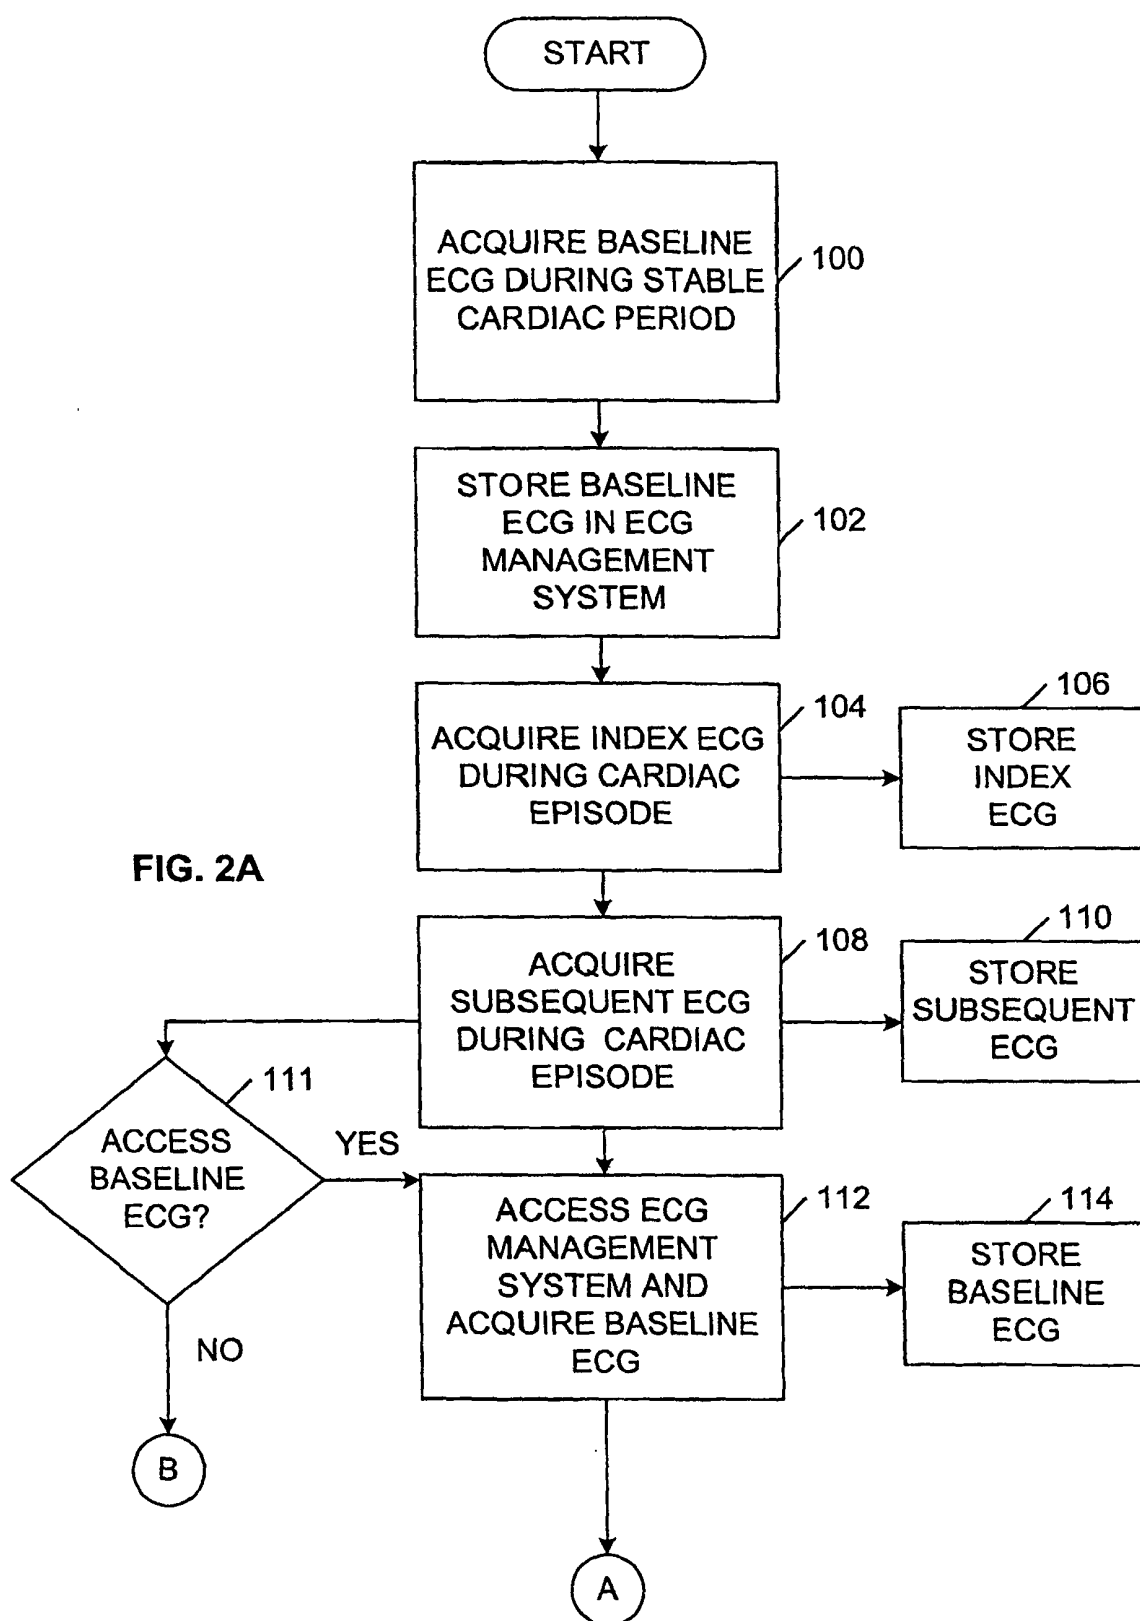 START
ACQUIRE BASELINE
ECG DURING STABLE
CARDIAC PERIOD
100
STORE BASELINE
ECG IN ECG
MANAGEMENT
SYSTEM
102
ACQUIRE INDEX ECG
DURING CARDIAC
EPISODE
104
STORE
INDEX
ECG
106
FIG. 2A
ACQUIRE
SUBSEQUENT ECG
DURING CARDIAC
EPISODE
108
STORE
SUBSEQUENT
ECG
110
ACCESS
BASELINE
ECG?
111
YES
NO
B
ACCESS ECG
MANAGEMENT
SYSTEM AND
ACQUIRE BASELINE
ECG
112
STORE
BASELINE
ECG
114
A